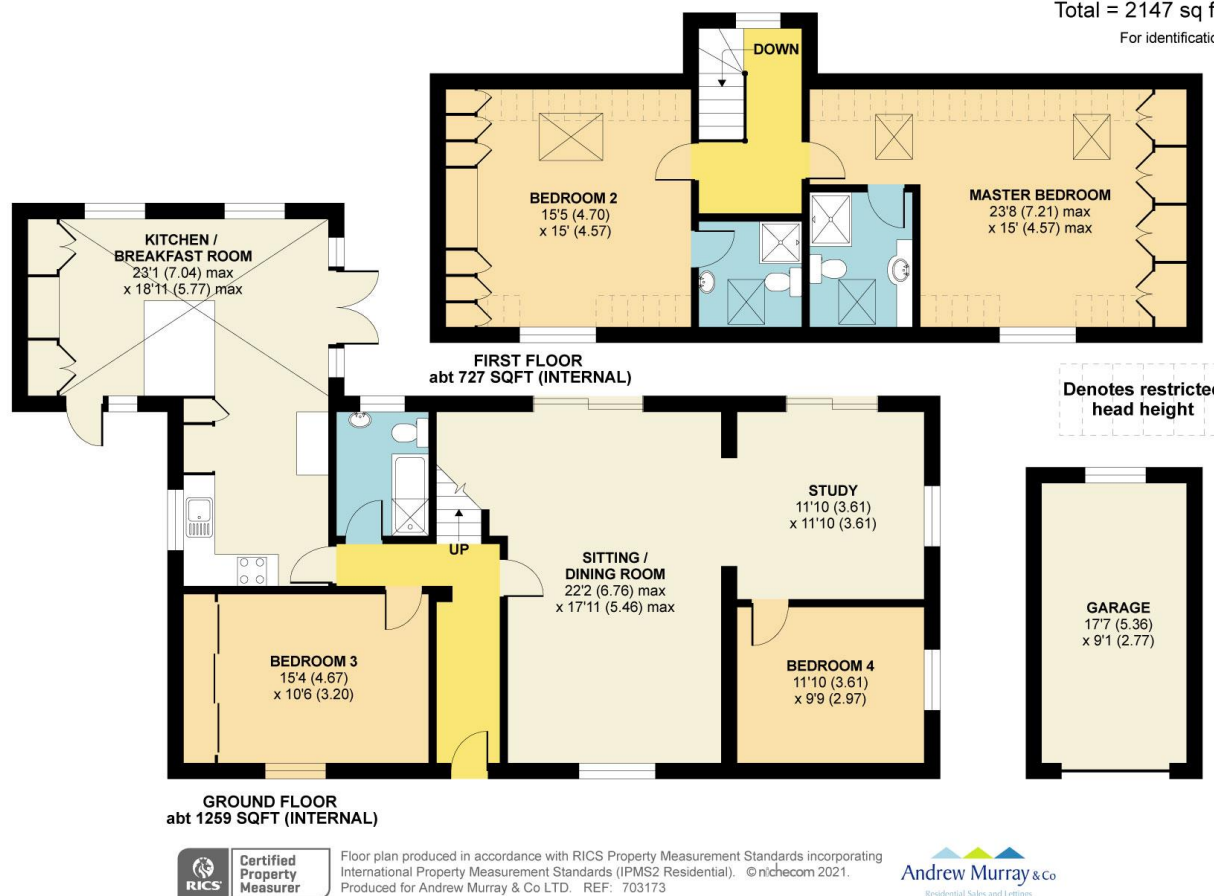 Total = 2147 sq f
For identificatio
DOWN
BEDROOM 2
15'5 (4.70)
x 15' (4.57)
MASTER BEDROOM
23'8 (7.21) max
x 15' (4.57) max
KITCHEN /
BREAKFAST ROOM
23'1 (7.04) max
x 18'11 (5.77) max
FIRST FLOOR
abt 727 SQFT (INTERNAL)
Denotes restricted
head height
UP
SITTING /
DINING ROOM
22'2 (6.76) max
x 17'11 (5.46) max
STUDY
11'10 (3.61)
x 11'10 (3.61)
GARAGE
17'7 (5.36)
x 9'1 (2.77)
BEDROOM 3
15'4 (4.67)
x 10'6 (3.20)
BEDROOM 4
11'10 (3.61)
x 9'9 (2.97)
GROUND FLOOR
abt 1259 SQFT (INTERNAL)
RICS
Certified
Property
Measurer
Floor plan produced in accordance with RICS Property Measurement Standards incorporating
International Property Measurement Standards (IPMS2 Residential). © nichecom 2021.
Produced for Andrew Murray & Co LTD. REF: 703173
Andrew Murray & Co
Residential Sales and Lettings